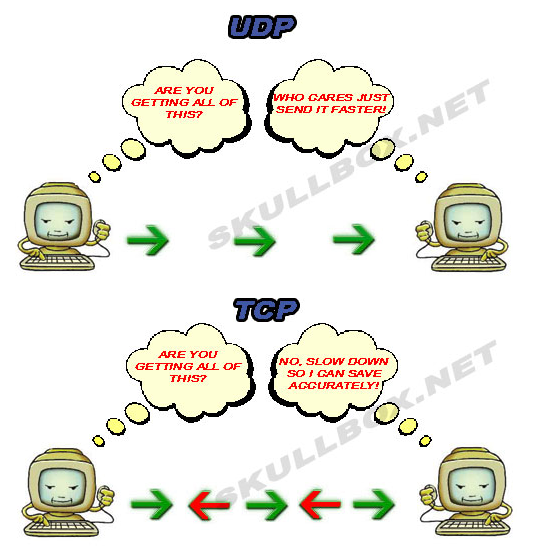 UDP
ARE YOU
GETTING ALL OF
THIS?
WHO CARES JUST
SEND IT FASTER!
SKULLBOX.NET
TCP
ARE YOU
GETTING ALL OF
THIS?
NO, SLOW DOWN
SO I CAN SAVE
ACCURATELY!
SKULLBOX.NET